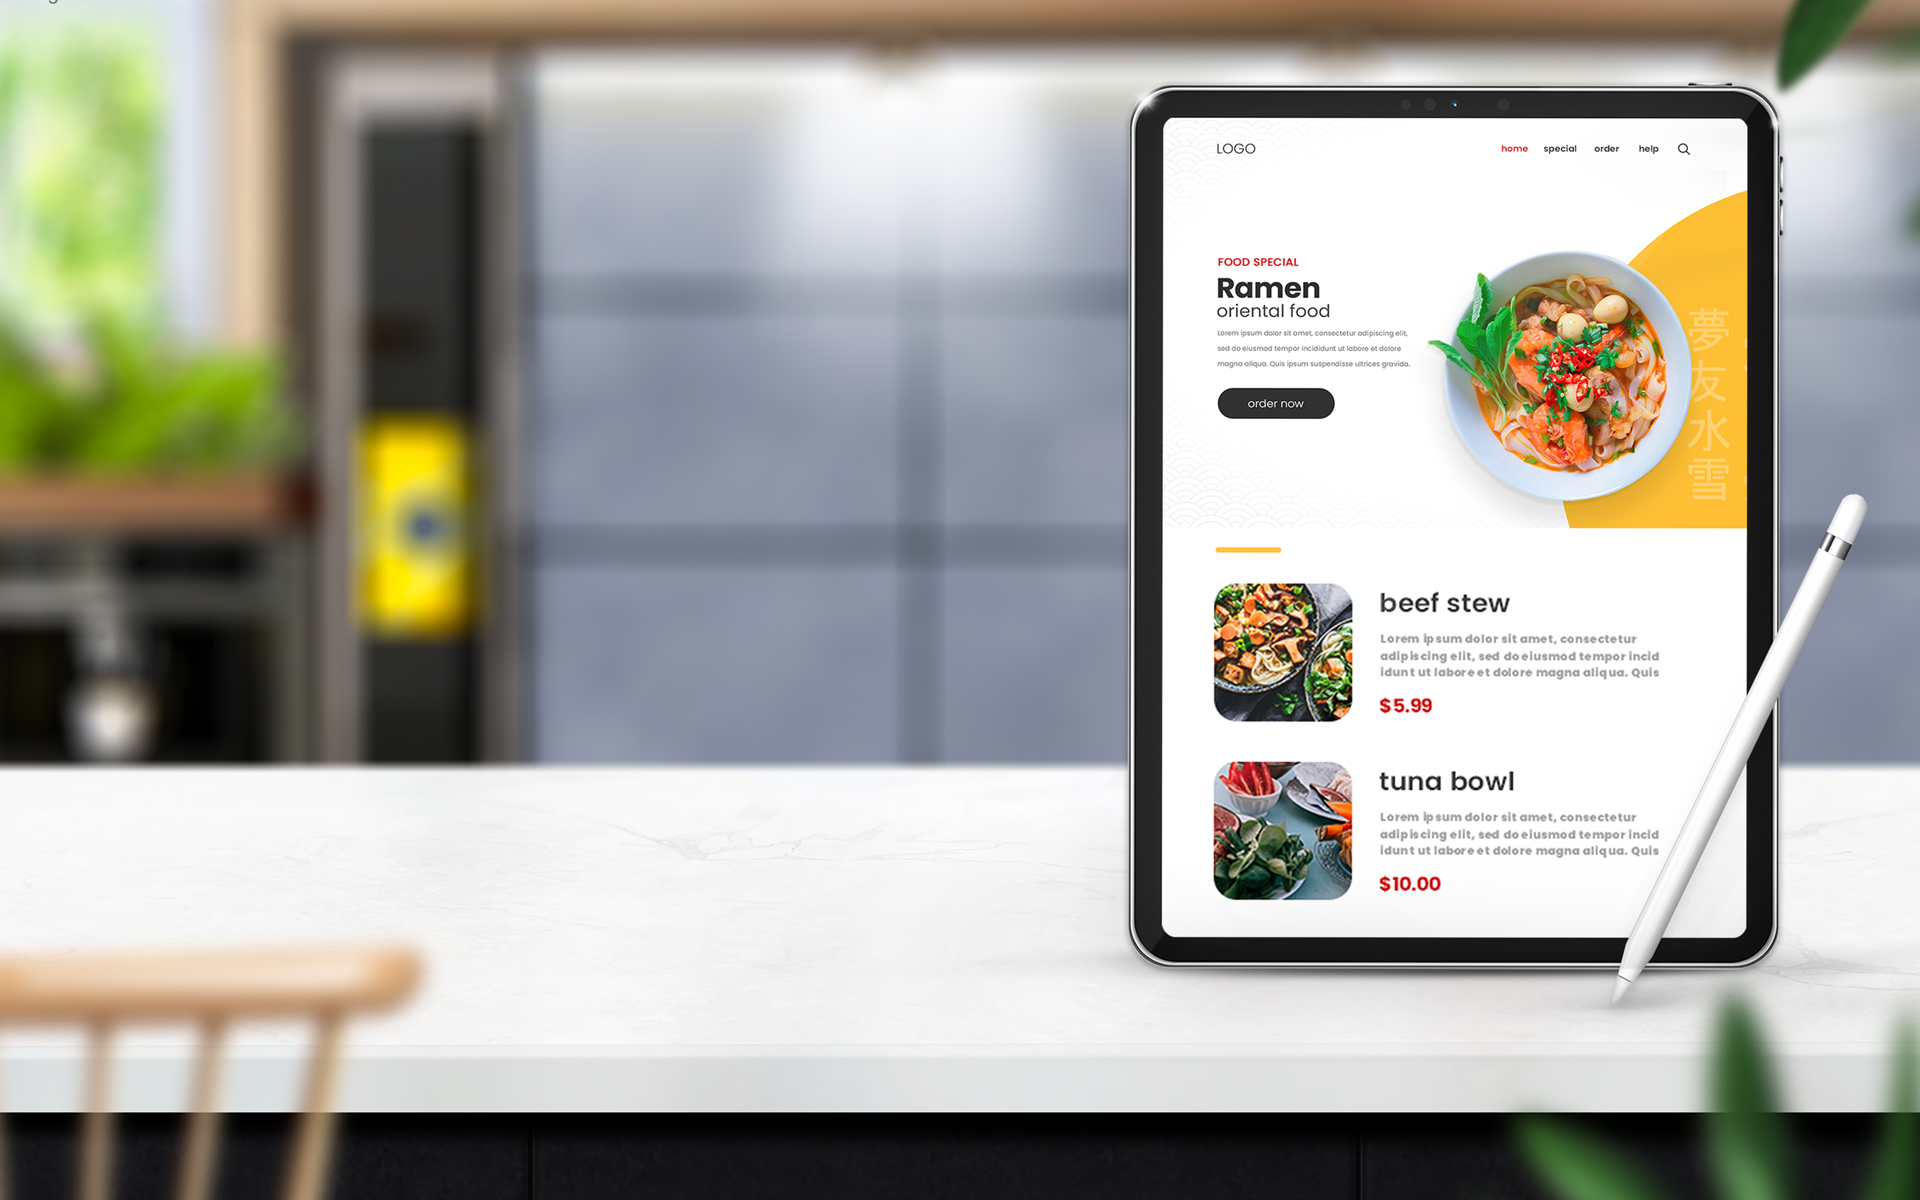 LOGO
home special order help
FOOD SPECIAL
Ramen
oriental food
Lorem ipsum dolor sit amet, consectetur adipiscing elit,
sed do eiusmod tempor incididunt ut labore et dolore
magna aliqua. Quis ipsum suspendisse ultrices gravida.
order now
夢
友
水
雪
beef stew
Lorem ipsum dolor sit amet, consectetur
adipiscing elit, sed do eiusmod tempor incid
idunt ut labore et dolore magna aliqua. Quis
$5.99
tuna bowl
Lorem ipsum dolor sit amet, consectetur
adipiscing elit, sed do eiusmod tempor incid
idunt ut labore et dolore magna aliqua. Quis
$10.00